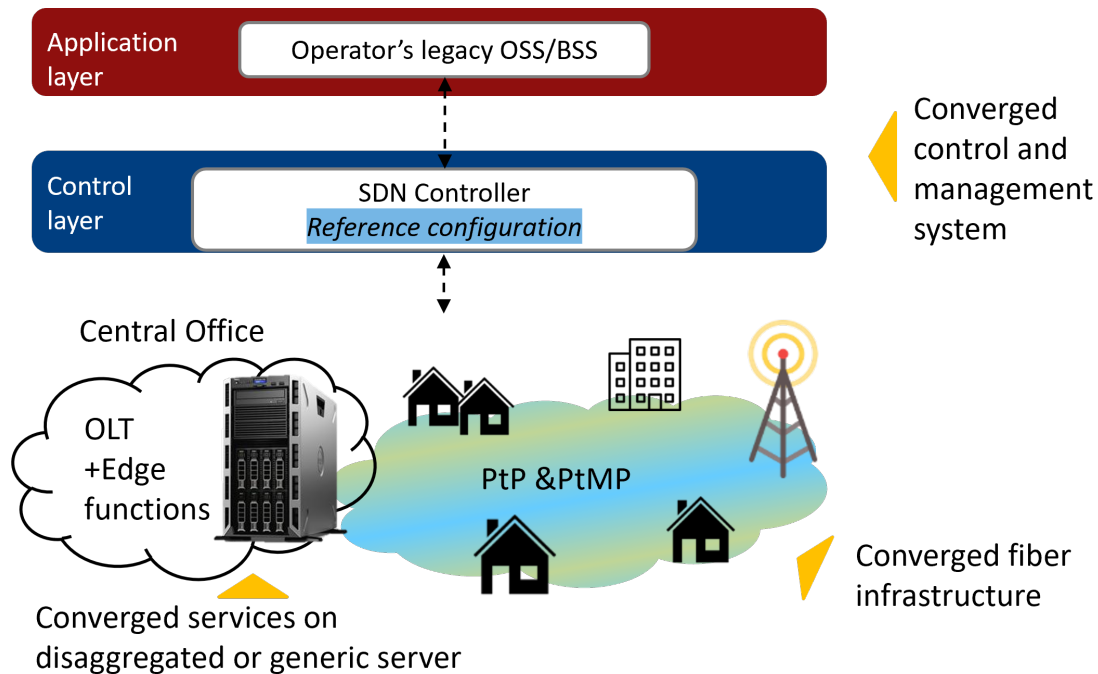 Application
layer
Operator’s legacy OSS/BSS
Converged
control and
management
system
Control
layer
SDN Controller
Reference configuration
Central Office
OLT
+Edge
functions
PtP &PtMP
Converged fiber
infrastructure
Converged services on
disaggregated or generic server